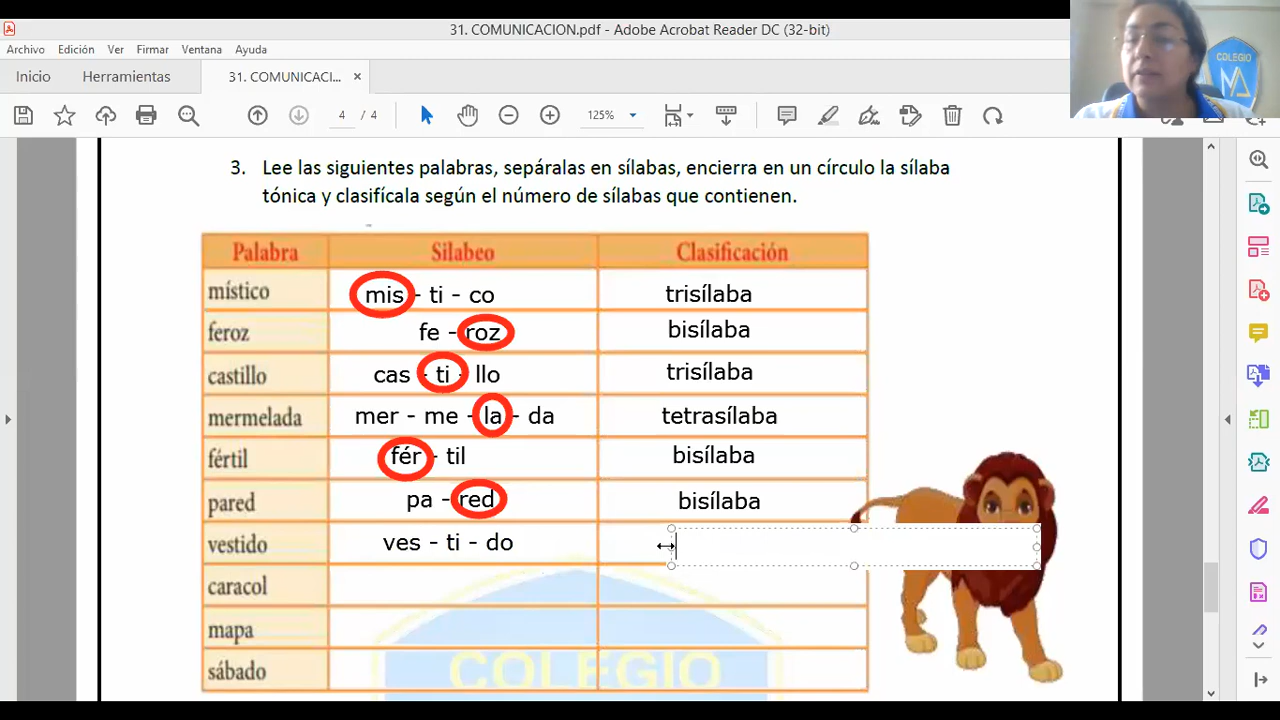 31. COMUNICACION.pdf - Adobe Acrobat Reader DC (32-bit)
Archivo Edición Ver Firmar Ventana Ayuda
Inicio Herramientas 31. COMUNICACI... ×
4 / 4 125%
COLEGIO
3. Lee las siguientes palabras, sepáralas en sílabas, encierra en un círculo la sílaba
tónica y clasifícala según el número de sílabas que contienen.
Palabra Silabeo Clasificación
místico mis - ti - co trisílaba
feroz fe - roz bisílaba
castillo cas - ti - llo trisílaba
mermelada mer - me - la - da tetrasílaba
fértil fér - til bisílaba
pared pa - red bisílaba
vestido ves - ti - do
caracol
mapa
sábado
COLEGIO